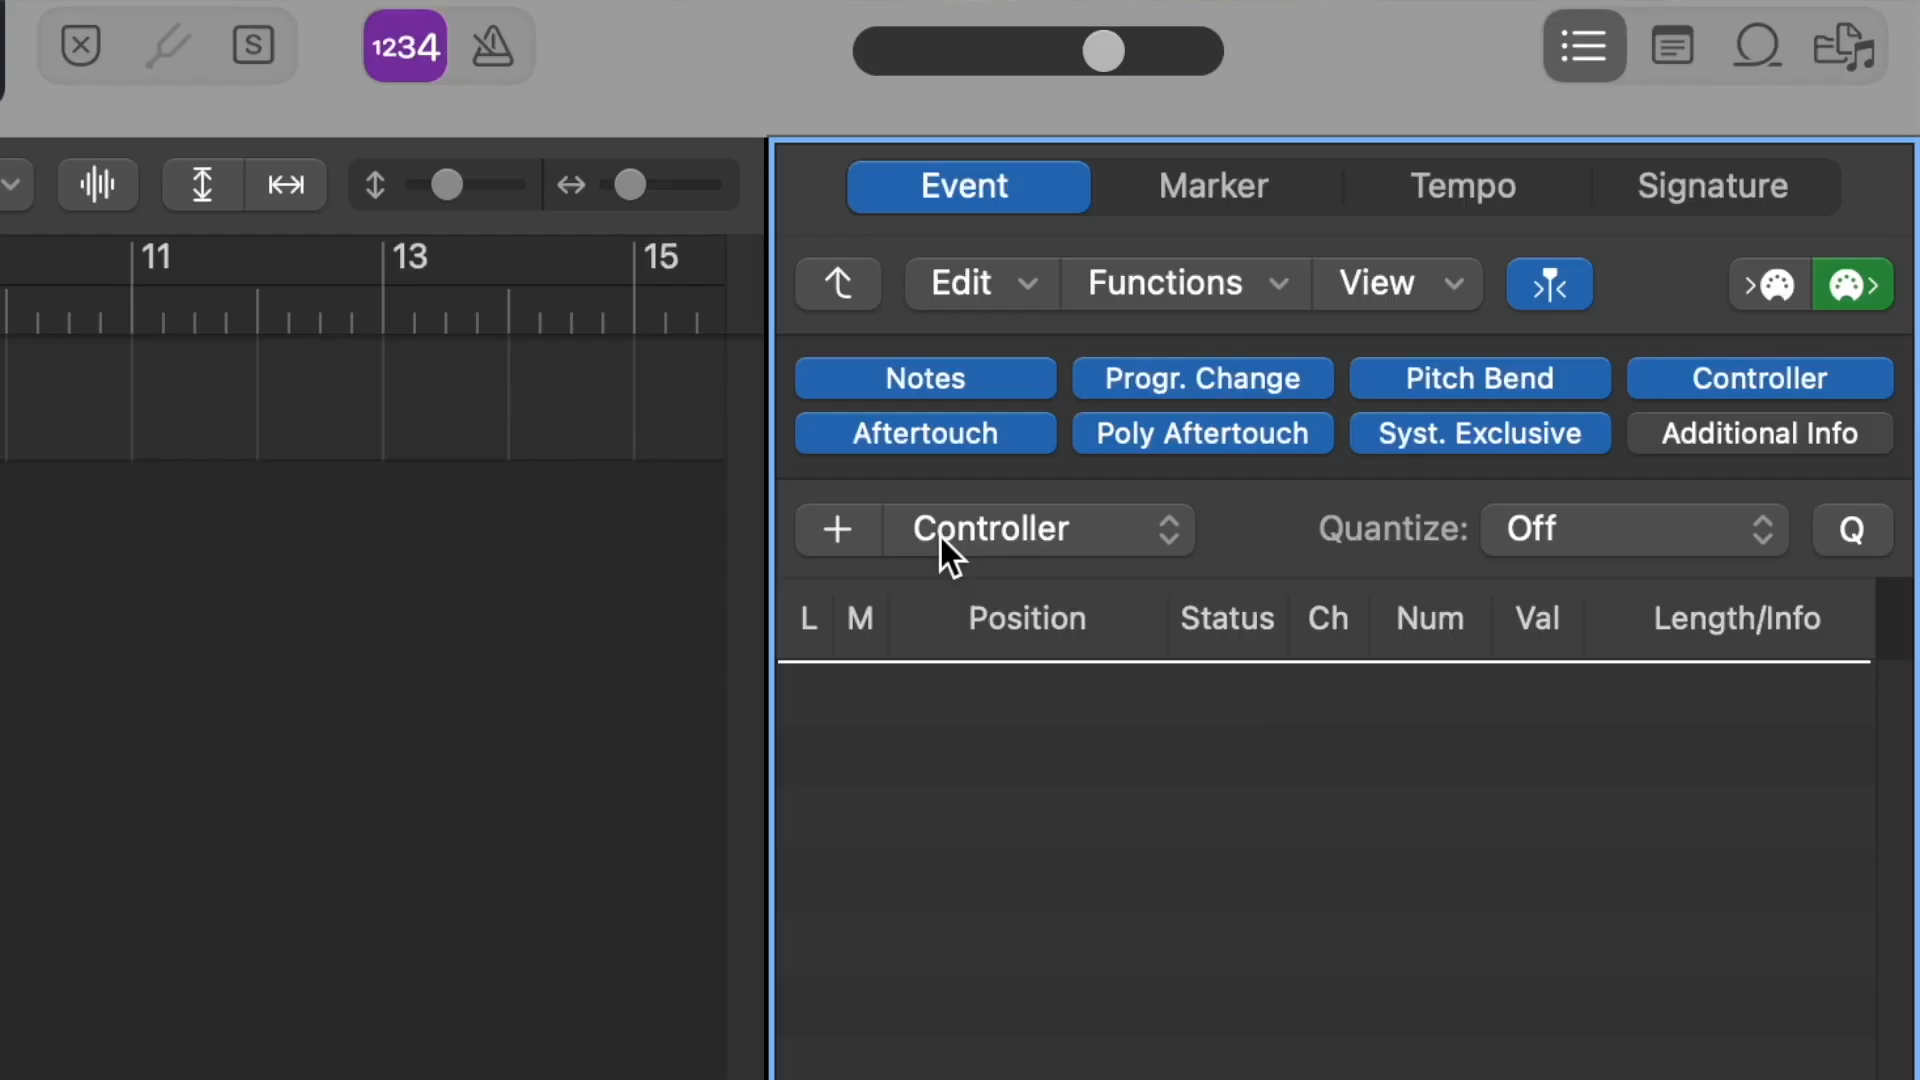 S
1234
Event Marker Tempo Signature
11 13 15
Edit Functions View
Notes Progr. Change Pitch Bend Controller
Aftertouch Poly Aftertouch Syst. Exclusive Additional Info
+ Controller Quantize: Off Q
L M Position Status Ch Num Val Length/Info